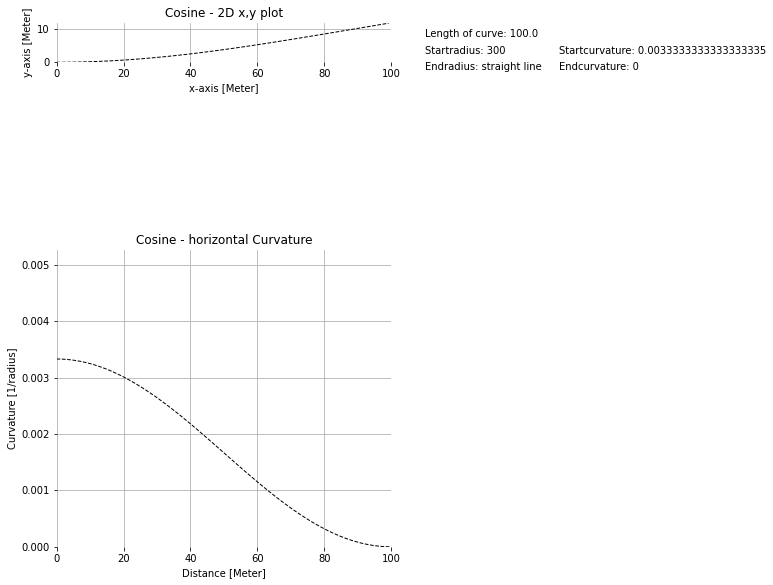 Cosine - 2D x,y plot
10
0
y-axis [Meter]
0 20 40 60 80 100
x-axis [Meter]
Length of curve: 100.0
Startradius: 300 Startcurvature: 0.0033333333333333335
Endradius: straight line Endcurvature: 0
Cosine - horizontal Curvature
0.005
0.004
0.003
0.002
0.001
0.000
Curvature [1/radius]
0 20 40 60 80 100
Distance [Meter]